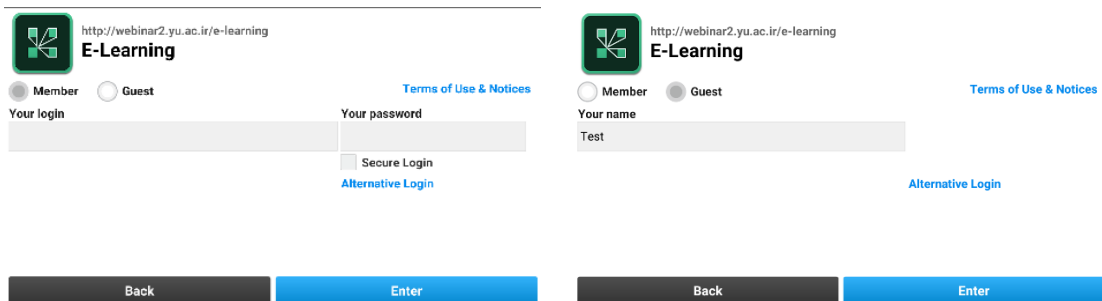 http://webinar2.yu.ac.ir/e-learning
E-Learning
Member Guest Terms of Use & Notices
Your login Your password
Secure Login
Alternative Login
Back Enter
http://webinar2.yu.ac.ir/e-learning
E-Learning
Member Guest Terms of Use & Notices
Your name
Test
Alternative Login
Back Enter